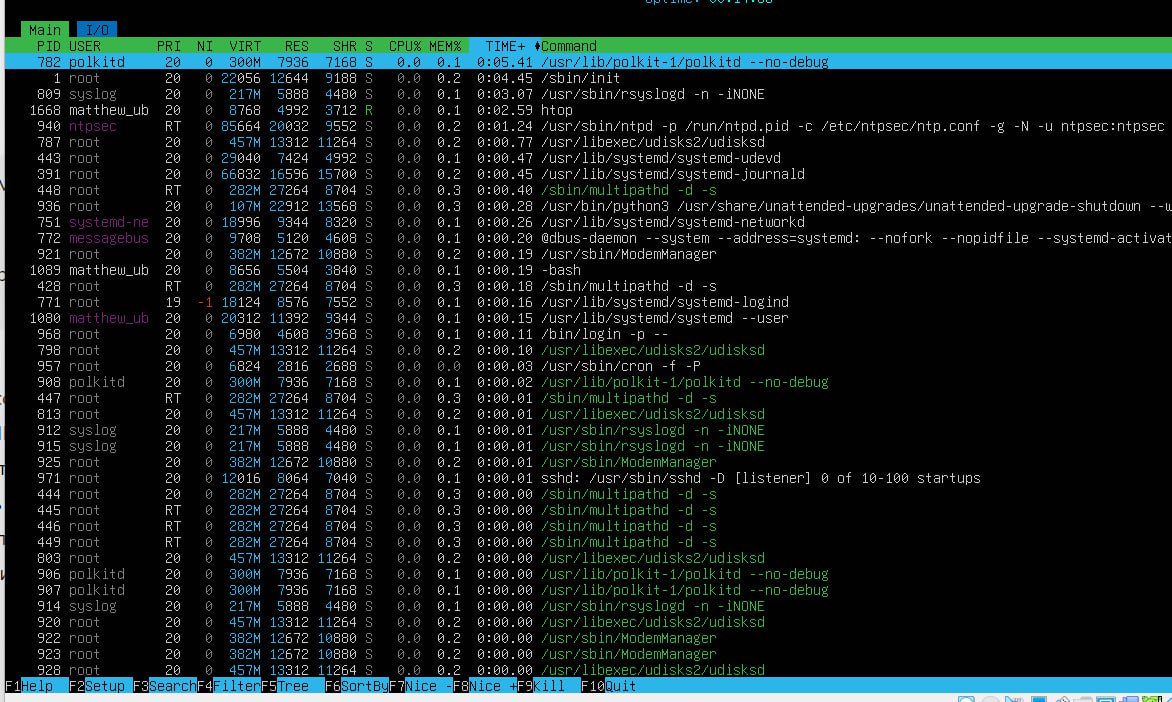 Main I/O
PID USER PRI NI VIRT RES SHR S CPU% MEM% TIME+ Command
782 polkitd 20 0 300M 7936 7168 S 0.0 0.1 0:05.41 /usr/lib/polkit-1/polkitd --no-debug
1 root 20 0 22056 12644 9188 S 0.0 0.2 0:04.45 /sbin/init
809 syslog 20 0 217M 5888 4480 S 0.0 0.1 0:03.07 /usr/sbin/rsyslogd -n -iNONE
1668 matthew_ub 20 0 8768 4992 3712 R 0.0 0.1 0:02.59 htop
940 ntpsec RT 0 85664 20032 9552 S 0.0 0.2 0:01.24 /usr/sbin/ntpd -p /run/ntpd.pid -c /etc/ntpsec/ntp.conf -g -N -u ntpsec:ntpsec
787 root 20 0 457M 13312 11264 S 0.0 0.2 0:00.77 /usr/libexec/udisks2/udisksd
443 root 20 0 29040 7424 4992 S 0.0 0.1 0:00.47 /usr/lib/systemd/systemd-udevd
391 root 20 0 66832 16596 15700 S 0.0 0.2 0:00.45 /usr/lib/systemd/systemd-journald
448 root RT 0 282M 27264 8704 S 0.0 0.3 0:00.40 /sbin/multipathd -d -s
936 root 20 0 107M 22912 13568 S 0.0 0.3 0:00.28 /usr/bin/python3 /usr/share/unattended-upgrades/unattended-upgrade-shutdown --w
751 systemd-ne 20 0 18996 9344 8320 S 0.0 0.1 0:00.26 /usr/lib/systemd/systemd-networkd
772 messagebus 20 0 9708 5120 4608 S 0.0 0.1 0:00.20 @dbus-daemon --system --address=systemd: --nofork --nopidfile --systemd-activat
921 root 20 0 382M 12672 10880 S 0.0 0.2 0:00.19 /usr/sbin/ModemManager
1089 matthew_ub 20 0 8656 5504 3840 S 0.0 0.1 0:00.19 -bash
428 root RT 0 282M 27264 8704 S 0.0 0.3 0:00.18 /sbin/multipathd -d -s
771 root 19 -1 18124 8576 7552 S 0.0 0.1 0:00.16 /usr/lib/systemd/systemd-logind
1080 matthew_ub 20 0 20312 11392 9344 S 0.0 0.1 0:00.15 /usr/lib/systemd/systemd --user
968 root 20 0 6980 4608 3968 S 0.0 0.1 0:00.11 /bin/login -p --
798 root 20 0 457M 13312 11264 S 0.0 0.2 0:00.10 /usr/libexec/udisks2/udisksd
957 root 20 0 6824 2816 2688 S 0.0 0.0 0:00.03 /usr/sbin/cron -f -P
908 polkitd 20 0 300M 7936 7168 S 0.0 0.1 0:00.02 /usr/lib/polkit-1/polkitd --no-debug
447 root RT 0 282M 27264 8704 S 0.0 0.3 0:00.01 /sbin/multipathd -d -s
813 root 20 0 457M 13312 11264 S 0.0 0.2 0:00.01 /usr/libexec/udisks2/udisksd
912 syslog 20 0 217M 5888 4480 S 0.0 0.1 0:00.01 /usr/sbin/rsyslogd -n -iNONE
915 syslog 20 0 217M 5888 4480 S 0.0 0.1 0:00.01 /usr/sbin/rsyslogd -n -iNONE
925 root 20 0 382M 12672 10880 S 0.0 0.2 0:00.01 /usr/sbin/ModemManager
971 root 20 0 12016 8064 7040 S 0.0 0.1 0:00.01 sshd: /usr/sbin/sshd -D [listener] 0 of 10-100 startups
444 root RT 0 282M 27264 8704 S 0.0 0.3 0:00.00 /sbin/multipathd -d -s
445 root RT 0 282M 27264 8704 S 0.0 0.3 0:00.00 /sbin/multipathd -d -s
446 root RT 0 282M 27264 8704 S 0.0 0.3 0:00.00 /sbin/multipathd -d -s
449 root RT 0 282M 27264 8704 S 0.0 0.3 0:00.00 /sbin/multipathd -d -s
803 root 20 0 457M 13312 11264 S 0.0 0.2 0:00.00 /usr/libexec/udisks2/udisksd
906 polkitd 20 0 300M 7936 7168 S 0.0 0.1 0:00.00 /usr/lib/polkit-1/polkitd --no-debug
907 polkitd 20 0 300M 7936 7168 S 0.0 0.1 0:00.00 /usr/lib/polkit-1/polkitd --no-debug
914 syslog 20 0 217M 5888 4480 S 0.0 0.1 0:00.00 /usr/sbin/rsyslogd -n -iNONE
920 root 20 0 457M 13312 11264 S 0.0 0.2 0:00.00 /usr/libexec/udisks2/udisksd
922 root 20 0 382M 12672 10880 S 0.0 0.2 0:00.00 /usr/sbin/ModemManager
923 root 20 0 382M 12672 10880 S 0.0 0.2 0:00.00 /usr/sbin/ModemManager
928 root 20 0 457M 13312 11264 S 0.0 0.2 0:00.00 /usr/libexec/udisks2/udisksd
F1Help F2Setup F3SearchF4FilterF5Tree F6SortByF7Nice -F8Nice +F9Kill F10Quit